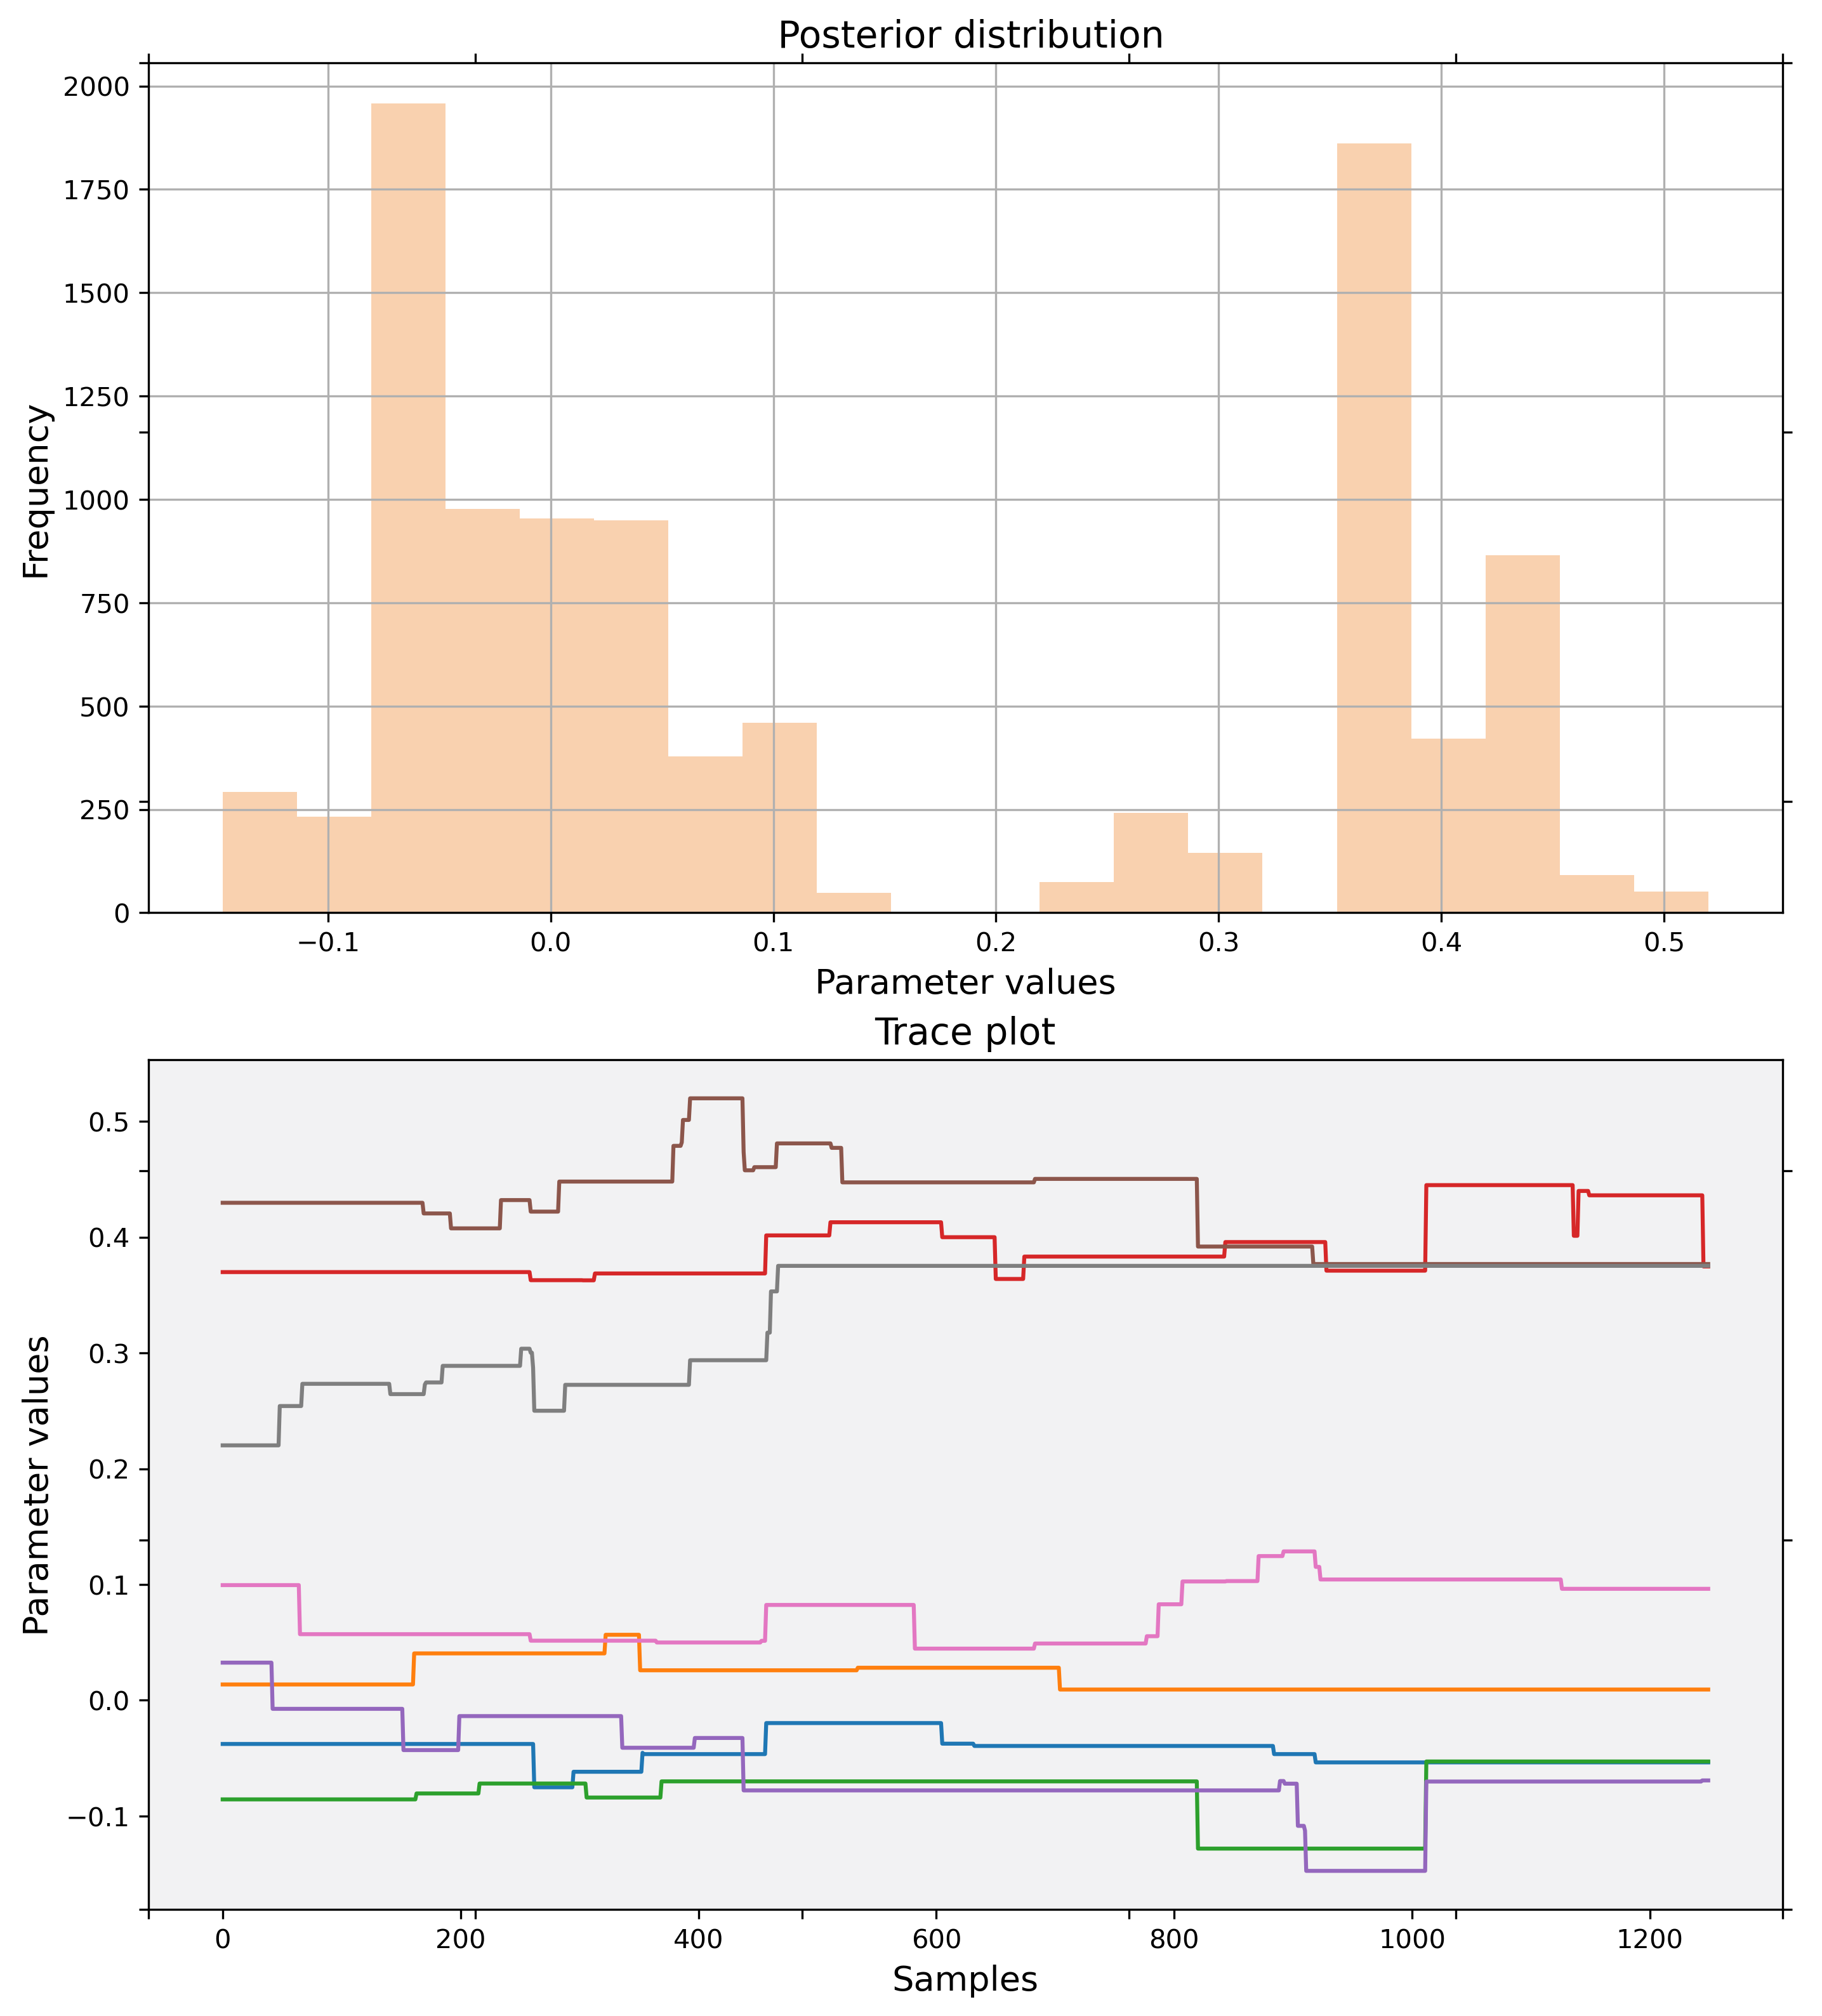 Posterior distribution
2000
1750
1500
1250
1000
750
500
250
0
Frequency
−0.1 0.0 0.1 0.2 0.3 0.4 0.5
Parameter values
Trace plot
0.5
0.4
0.3
0.2
0.1
0.0
−0.1
Parameter values
0 200 400 600 800 1000 1200
Samples